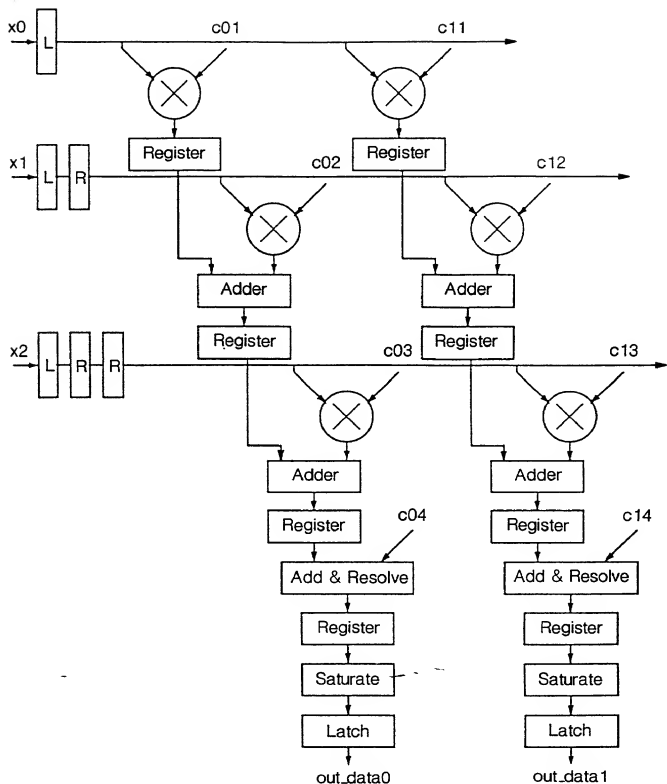 x0 L c01 c11
Register Register
x1 L R c02 c12
Adder Adder
Register Register
x2 L R R c03 c13
Adder Adder
Register Register
c04 c14
Add & Resolve Add & Resolve
Register Register
Saturate Saturate
Latch Latch
out_data0 out_data1